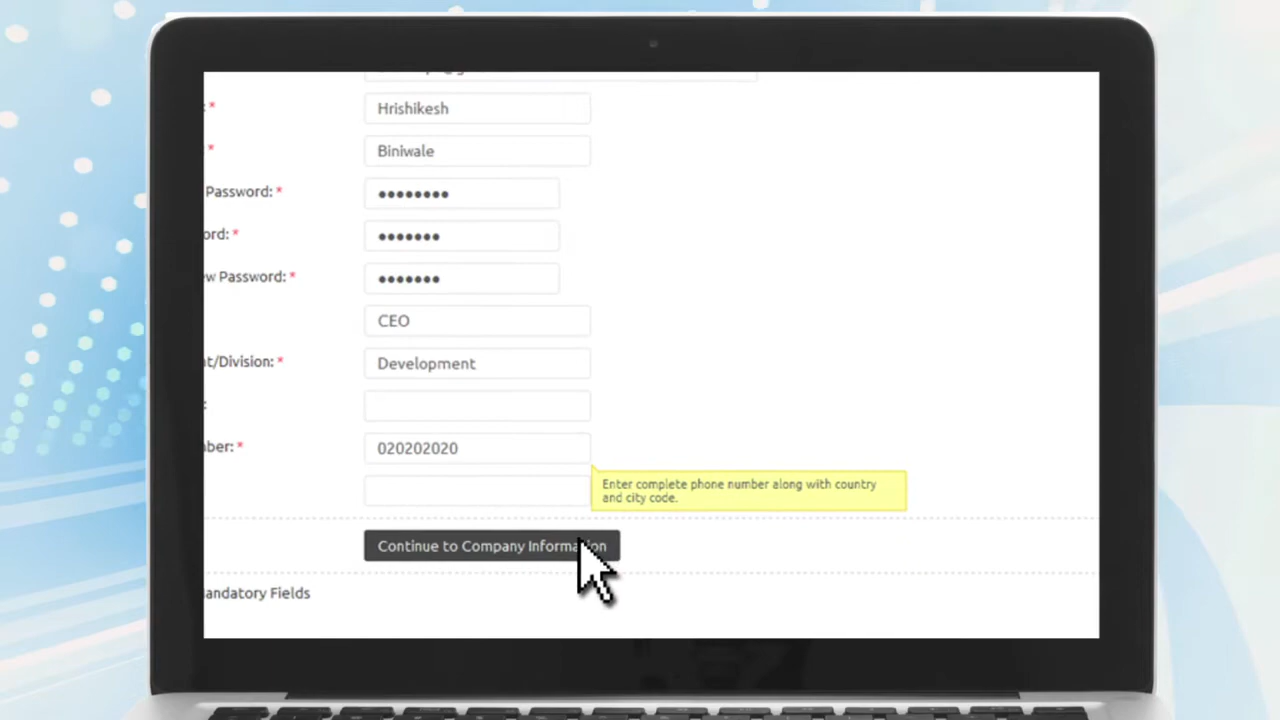 : *
Hrishikesh
*
Biniwale
Password: *
••••••••
ord: *
•••••••
w Password: *
•••••••
CEO
t/Division: *
Development
:
ber: *
020202020
Enter complete phone number along with country
and city code.
Continue to Company Information
andatory Fields